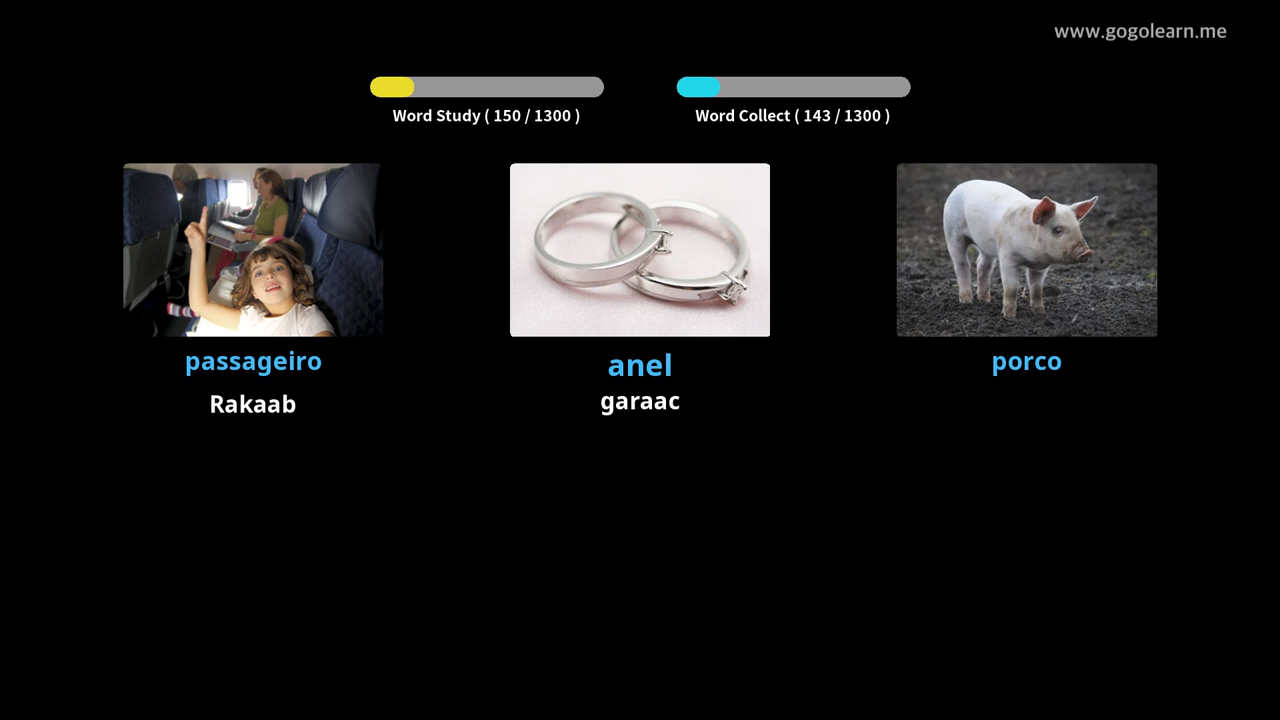 www.gogolearn.me
Word Study ( 150 / 1300 )
Word Collect ( 143 / 1300 )
passageiro
anel
porco
Rakaab
garaac